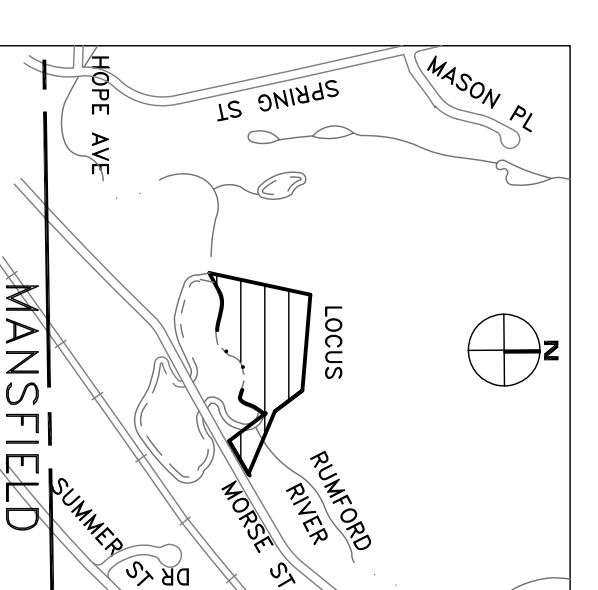 HOPE AVE
SPRING ST
MASON PL
LOCUS
N
MANSFIELD
RUMFORD
RIVER
MORSE ST
SUMMER ST
DR